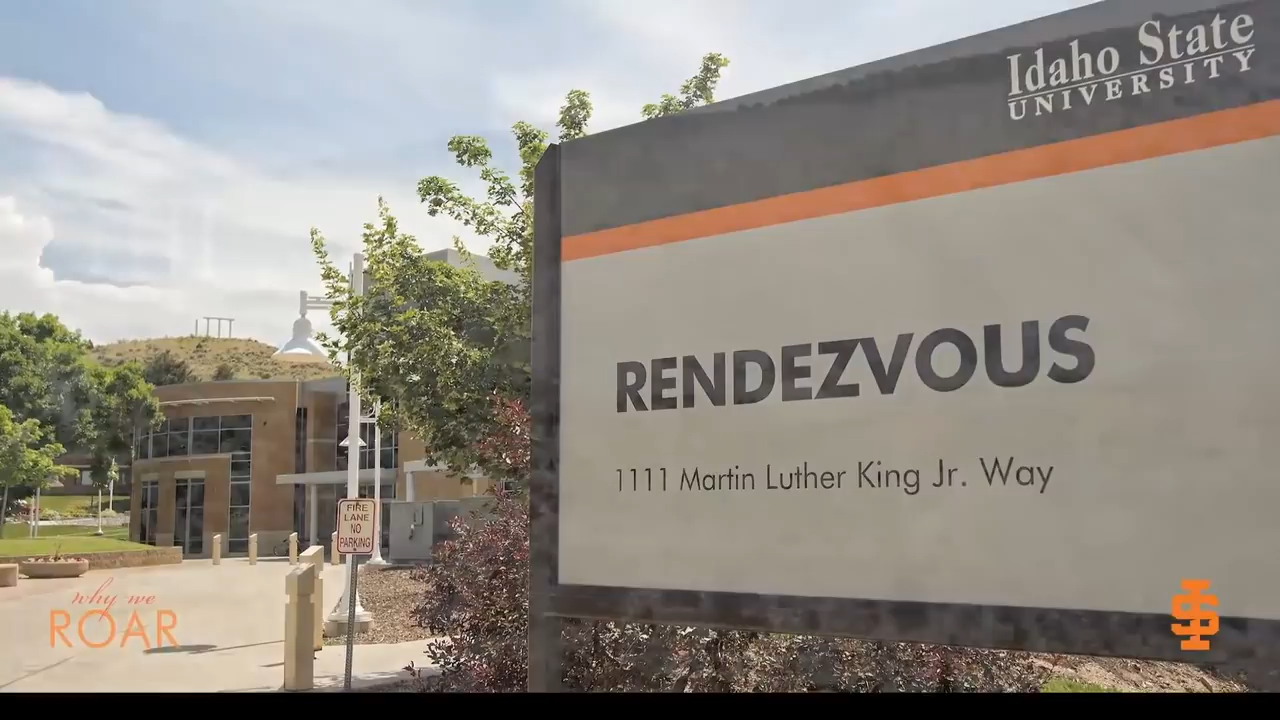 Idaho State
UNIVERSITY
RENDEZVOUS
1111 Martin Luther King Jr. Way
FIRE
LANE
NO
PARKING
why we
ROAR